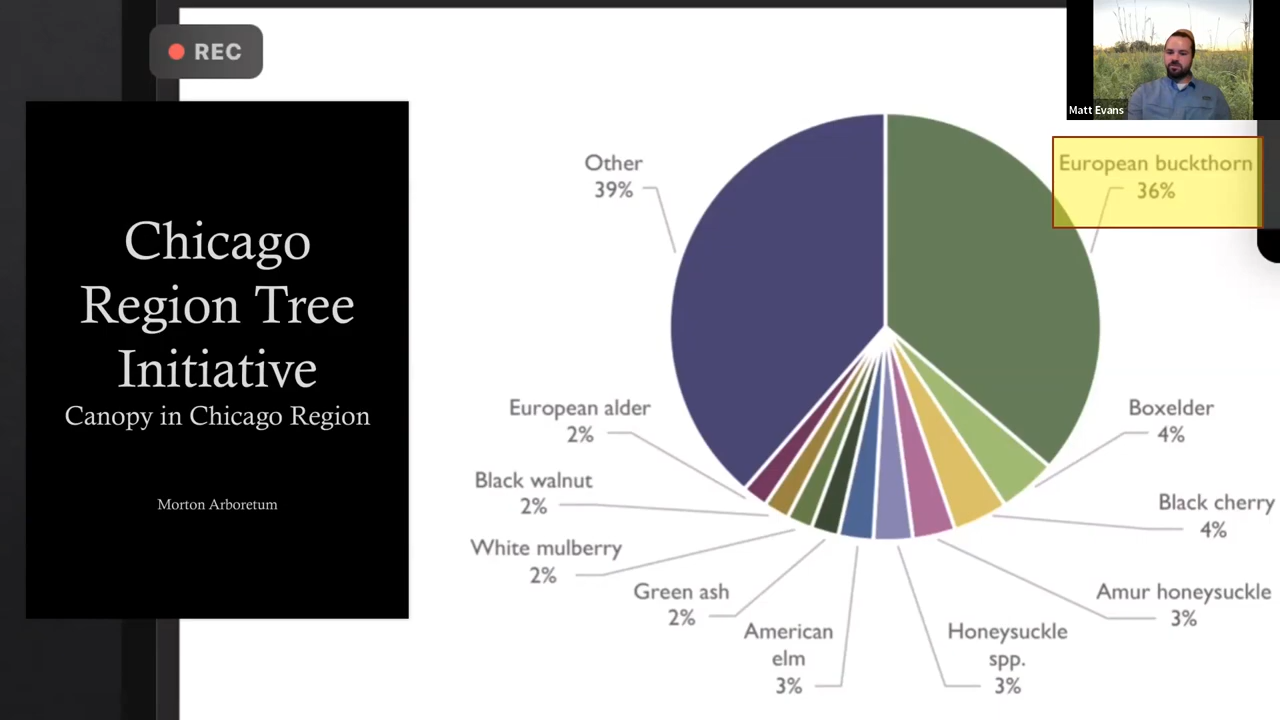 REC
Matt Evans
Chicago
Region Tree
Initiative
Canopy in Chicago Region
Morton Arboretum
Other
39%
European buckthorn
36%
European alder
2%
Boxelder
4%
Black walnut
2%
Black cherry
4%
White mulberry
2%
Green ash
2%
Amur honeysuckle
3%
American
elm
3%
Honeysuckle
spp.
3%